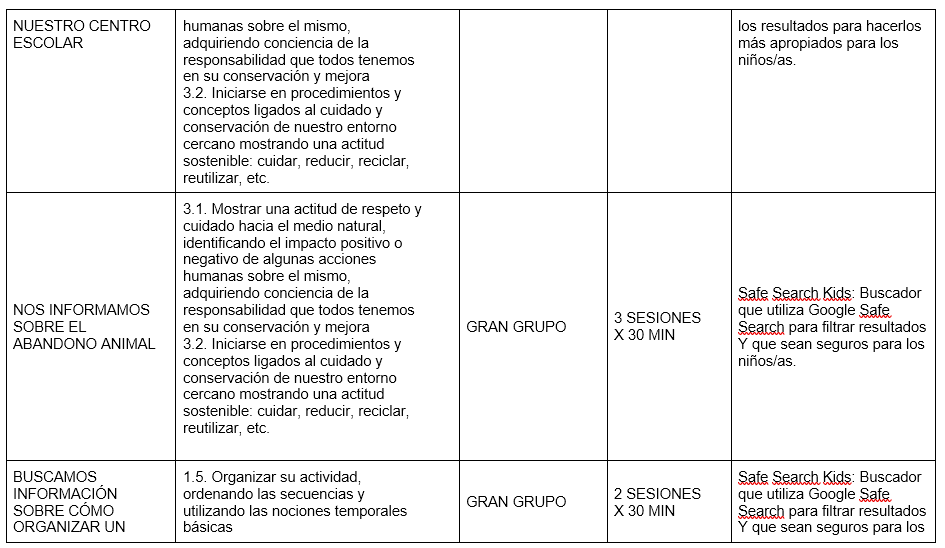 NUESTRO CENTRO
ESCOLAR
humanas sobre el mismo,
adquiriendo conciencia de la
responsabilidad que todos tenemos
en su conservación y mejora
3.2. Iniciarse en procedimientos y
conceptos ligados al cuidado y
conservación de nuestro entorno
cercano mostrando una actitud
sostenible: cuidar, reducir, reciclar,
reutilizar, etc.
los resultados para hacerlos
más apropiados para los
niños/as.
NOS INFORMAMOS
SOBRE EL
ABANDONO ANIMAL
3.1. Mostrar una actitud de respeto y
cuidado hacia el medio natural,
identificando el impacto positivo o
negativo de algunas acciones
humanas sobre el mismo,
adquiriendo conciencia de la
responsabilidad que todos tenemos
en su conservación y mejora
3.2. Iniciarse en procedimientos y
conceptos ligados al cuidado y
conservación de nuestro entorno
cercano mostrando una actitud
sostenible: cuidar, reducir, reciclar,
reutilizar, etc.
GRAN GRUPO
3 SESIONES
X 30 MIN
Safe Search Kids: Buscador
que utiliza Google Safe
Search para filtrar resultados
Y que sean seguros para los
niños/as.
BUSCAMOS
INFORMACIÓN
SOBRE CÓMO
ORGANIZAR UN
1.5. Organizar su actividad,
ordenando las secuencias y
utilizando las nociones temporales
básicas
GRAN GRUPO
2 SESIONES
X 30 MIN
Safe Search Kids: Buscador
que utiliza Google Safe
Search para filtrar resultados
Y que sean seguros para los